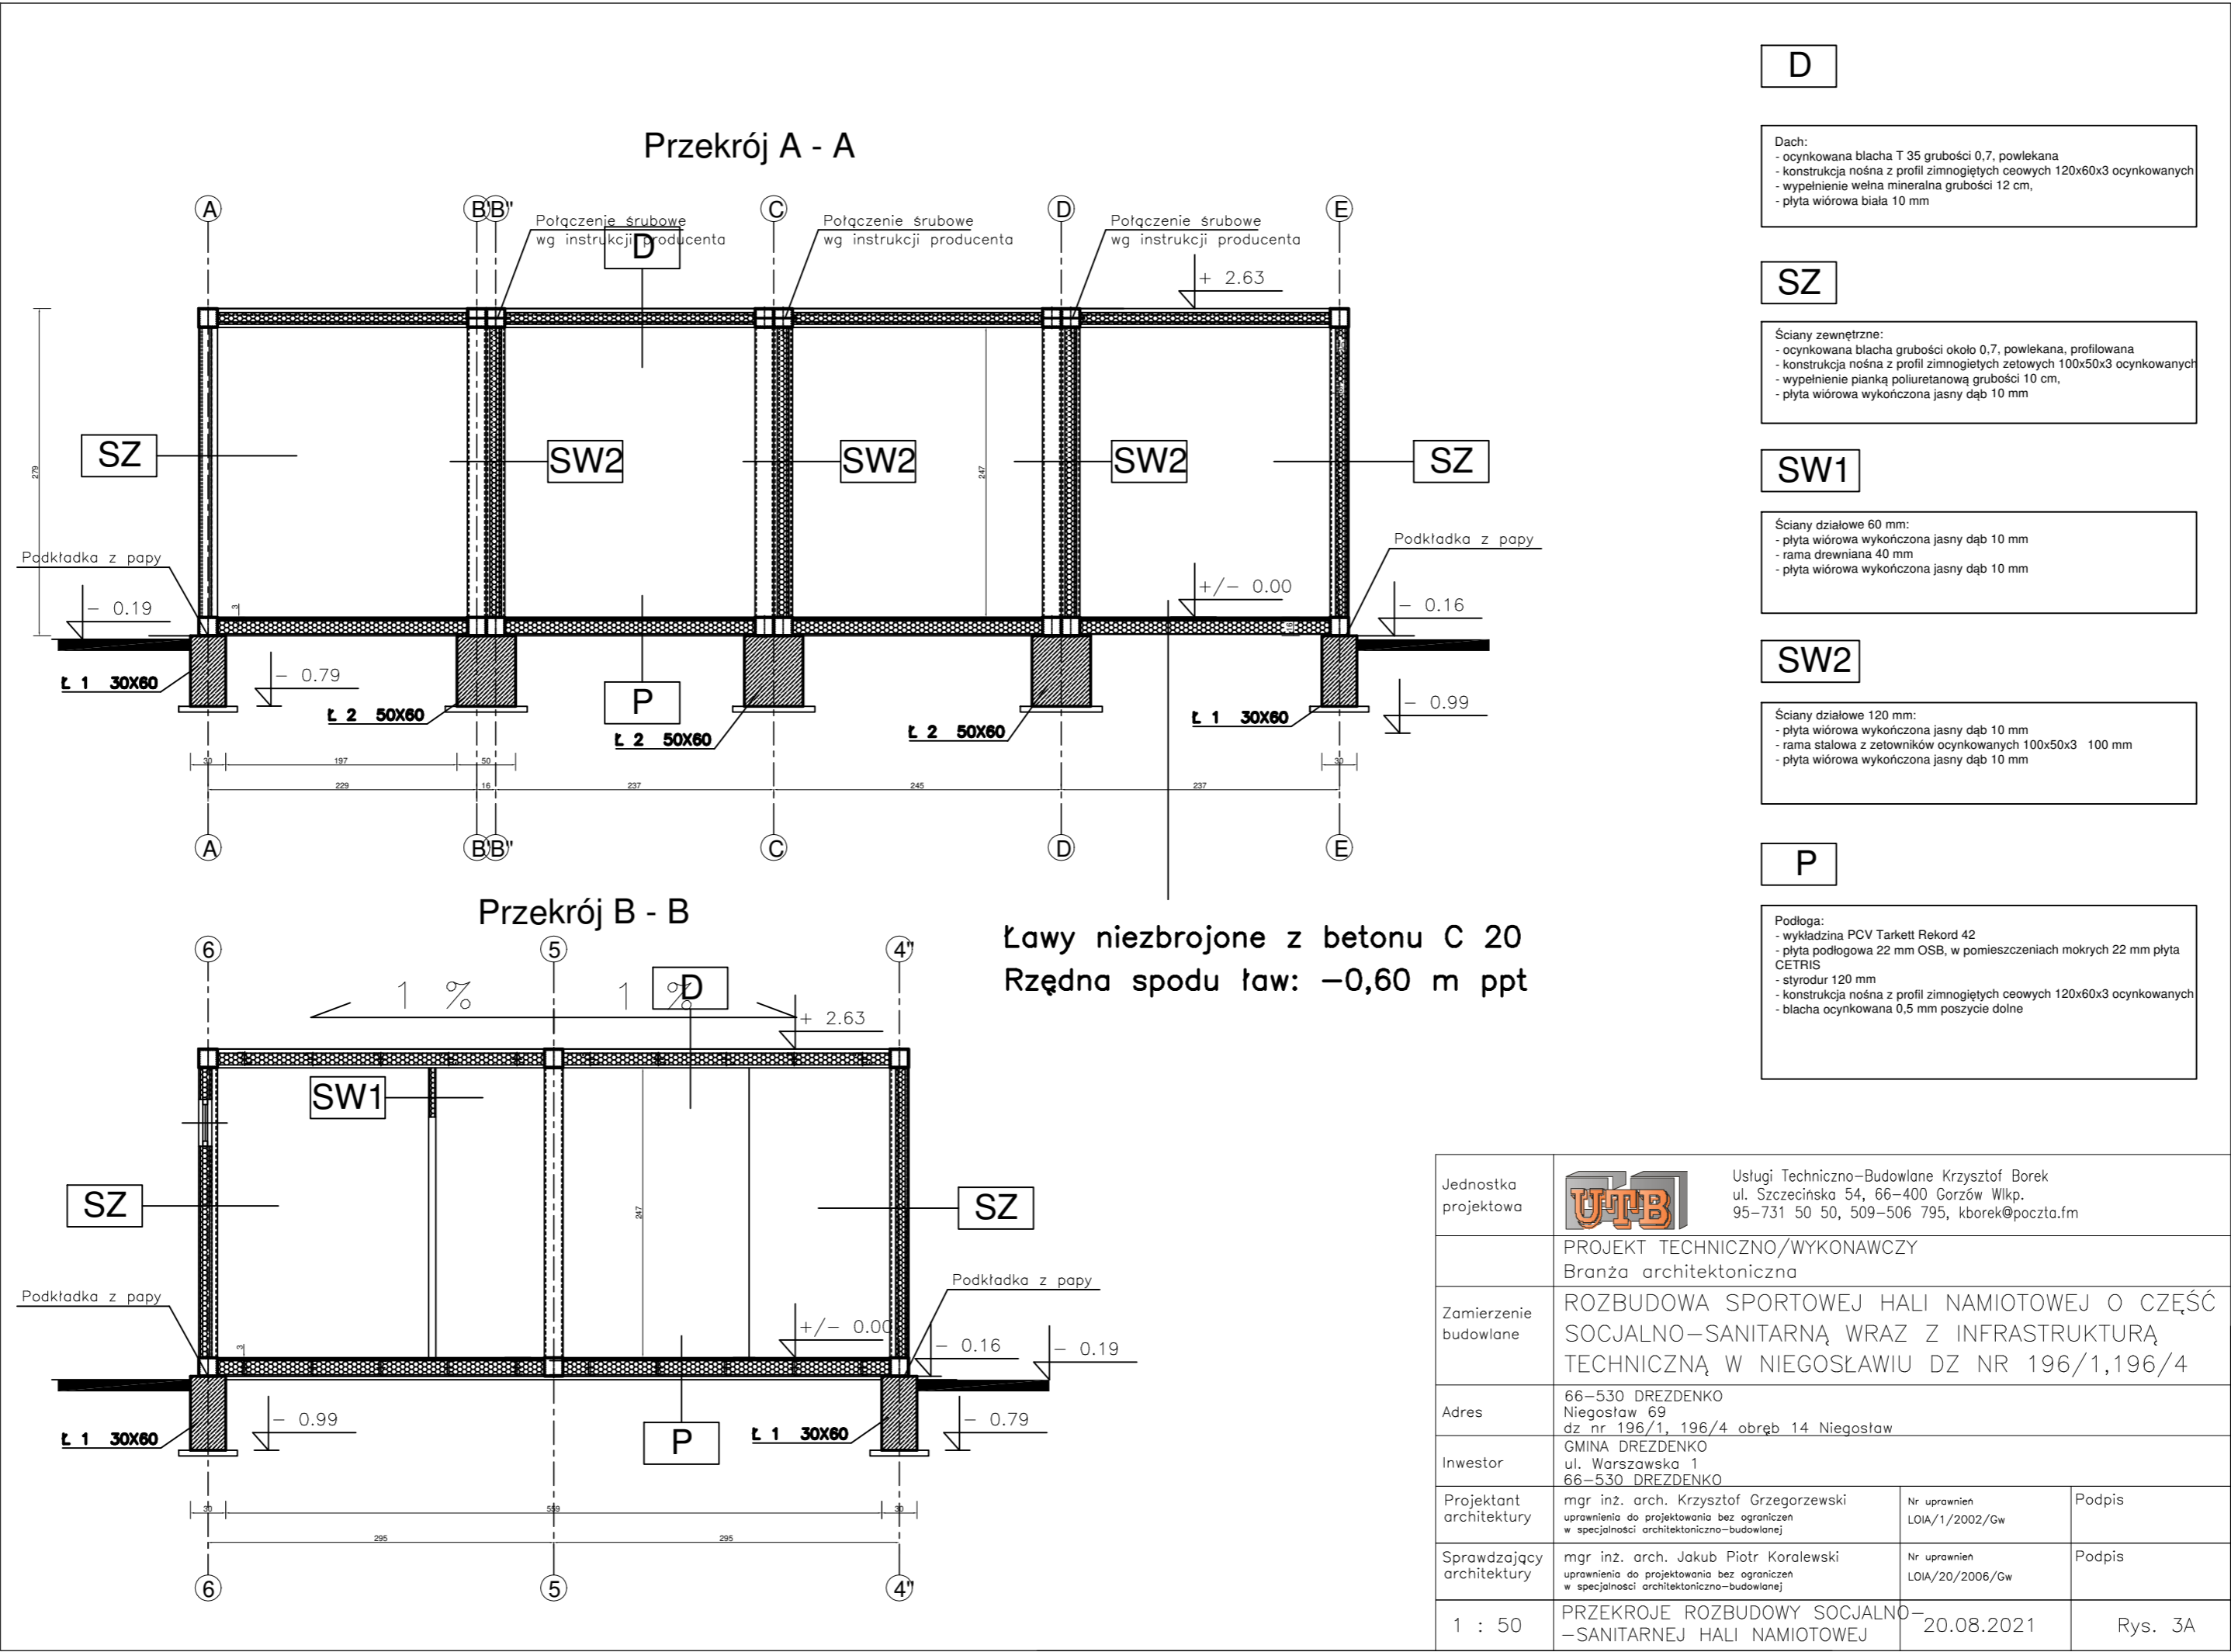 Przekrój A - A
A
B'
B"
C
D
E
Połączenie śrubowe
wg instrukcji producenta
Połączenie śrubowe
wg instrukcji producenta
Połączenie śrubowe
wg instrukcji producenta
D
+ 2.63
279
SZ
SW2
SW2
247
SW2
SZ
Podkładka z papy
Podkładka z papy
- 0.19
3
+/- 0.00
- 0.16
16
Ł 1 30X60
- 0.79
Ł 2 50X60
P
Ł 2 50X60
Ł 2 50X60
Ł 1 30X60
- 0.99
30
197
50
30
229
16
237
245
237
A
B'
B"
C
D
E
Ławy niezbrojone z betonu C 20
Rzędna spodu ław: -0,60 m ppt
Przekrój B - B
6
5
4"
1 %
1 %
D
+ 2.63
SW1
SZ
247
SZ
Podkładka z papy
Podkładka z papy
3
+/- 0.00
- 0.16
- 0.19
Ł 1 30X60
- 0.99
P
Ł 1 30X60
- 0.79
30
559
30
295
295
6
5
4"
D
Dach:
- ocynkowana blacha T 35 grubości 0,7, powlekana
- konstrukcja nośna z profil zimnogiętych ceowych 120x60x3 ocynkowanych
- wypełnienie wełna mineralna grubości 12 cm,
- płyta wiórowa biała 10 mm
SZ
Ściany zewnętrzne:
- ocynkowana blacha grubości około 0,7, powlekana, profilowana
- konstrukcja nośna z profil zimnogiętych zetowych 100x50x3 ocynkowanych
- wypełnienie pianką poliuretanową grubości 10 cm,
- płyta wiórowa wykończona jasny dąb 10 mm
SW1
Ściany działowe 60 mm:
- płyta wiórowa wykończona jasny dąb 10 mm
- rama drewniana 40 mm
- płyta wiórowa wykończona jasny dąb 10 mm
SW2
Ściany działowe 120 mm:
- płyta wiórowa wykończona jasny dąb 10 mm
- rama stalowa z zetowników ocynkowanych 100x50x3 100 mm
- płyta wiórowa wykończona jasny dąb 10 mm
P
Podłoga:
- wykładzina PCV Tarkett Rekord 42
- płyta podłogowa 22 mm OSB, w pomieszczeniach mokrych 22 mm płyta
CETRIS
- styrodur 120 mm
- konstrukcja nośna z profil zimnogiętych ceowych 120x60x3 ocynkowanych
- blacha ocynkowana 0,5 mm poszycie dolne
Jednostka
projektowa
UTB
Usługi Techniczno-Budowlane Krzysztof Borek
ul. Szczecińska 54, 66-400 Gorzów Wlkp.
95-731 50 50, 509-506 795, kborek@poczta.fm
PROJEKT TECHNICZNO/WYKONAWCZY
Branża architektoniczna
Zamierzenie
budowlane
ROZBUDOWA SPORTOWEJ HALI NAMIOTOWEJ O CZĘŚĆ
SOCJALNO-SANITARNĄ WRAZ Z INFRASTRUKTURĄ
TECHNICZNĄ W NIEGOSŁAWIU DZ NR 196/1,196/4
Adres
66-530 DREZDENKO
Niegosław 69
dz nr 196/1, 196/4 obręb 14 Niegosław
Inwestor
GMINA DREZDENKO
ul. Warszawska 1
66-530 DREZDENKO
Projektant
architektury
mgr inż. arch. Krzysztof Grzegorzewski
uprawnienia do projektowania bez ograniczeń
w specjalności architektoniczno-budowlanej
Nr uprawnień
LOIA/1/2002/Gw
Podpis
Sprawdzający
architektury
mgr inż. arch. Jakub Piotr Koralewski
uprawnienia do projektowania bez ograniczeń
w specjalności architektoniczno-budowlanej
Nr uprawnień
LOIA/20/2006/Gw
Podpis
1 : 50
PRZEKROJE ROZBUDOWY SOCJALNO-
-SANITARNEJ HALI NAMIOTOWEJ
20.08.2021
Rys. 3A